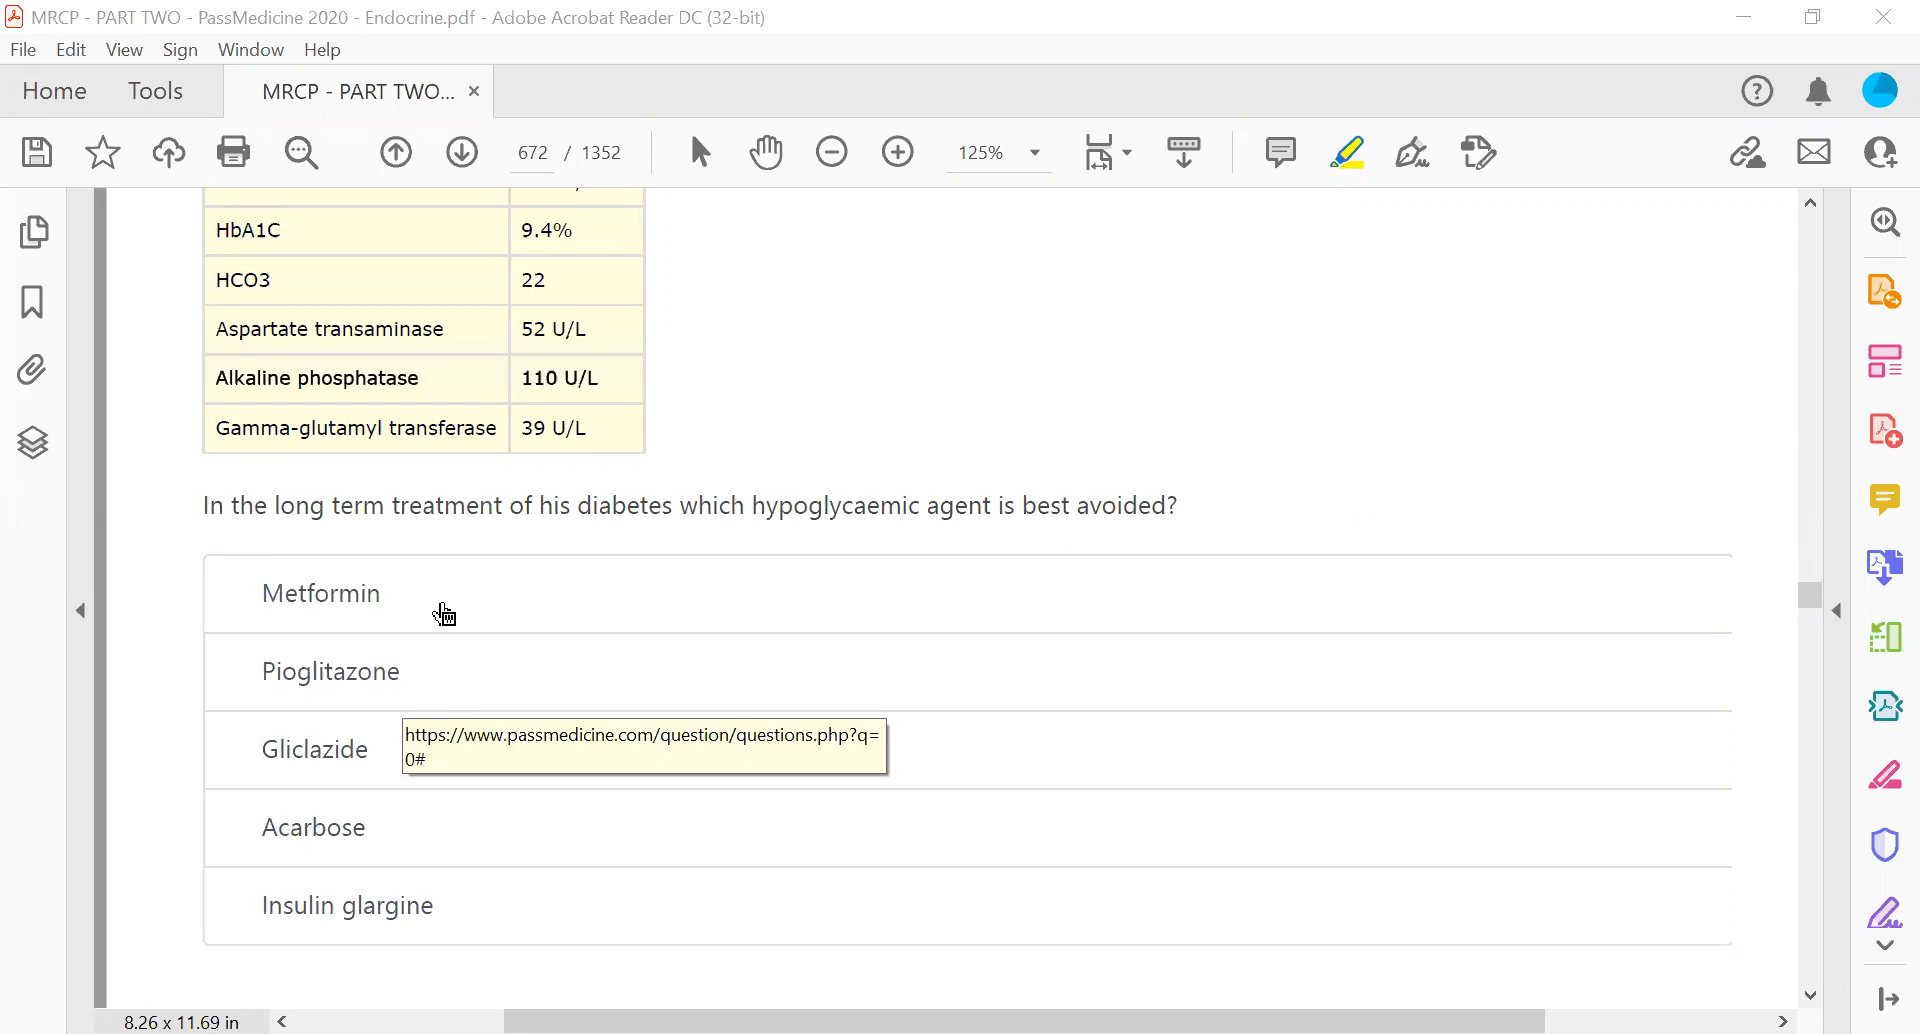 MRCP - PART TWO - PassMedicine 2020 - Endocrine.pdf - Adobe Acrobat Reader DC (32-bit)
File Edit View Sign Window Help
Home Tools MRCP - PART TWO... ×
672 / 1352 125%
HbA1C 9.4%
HCO3 22
Aspartate transaminase 52 U/L
Alkaline phosphatase 110 U/L
Gamma-glutamyl transferase 39 U/L
In the long term treatment of his diabetes which hypoglycaemic agent is best avoided?
Metformin
Pioglitazone
Gliclazide
https://www.passmedicine.com/question/questions.php?q=
0#
Acarbose
Insulin glargine
8.26 x 11.69 in